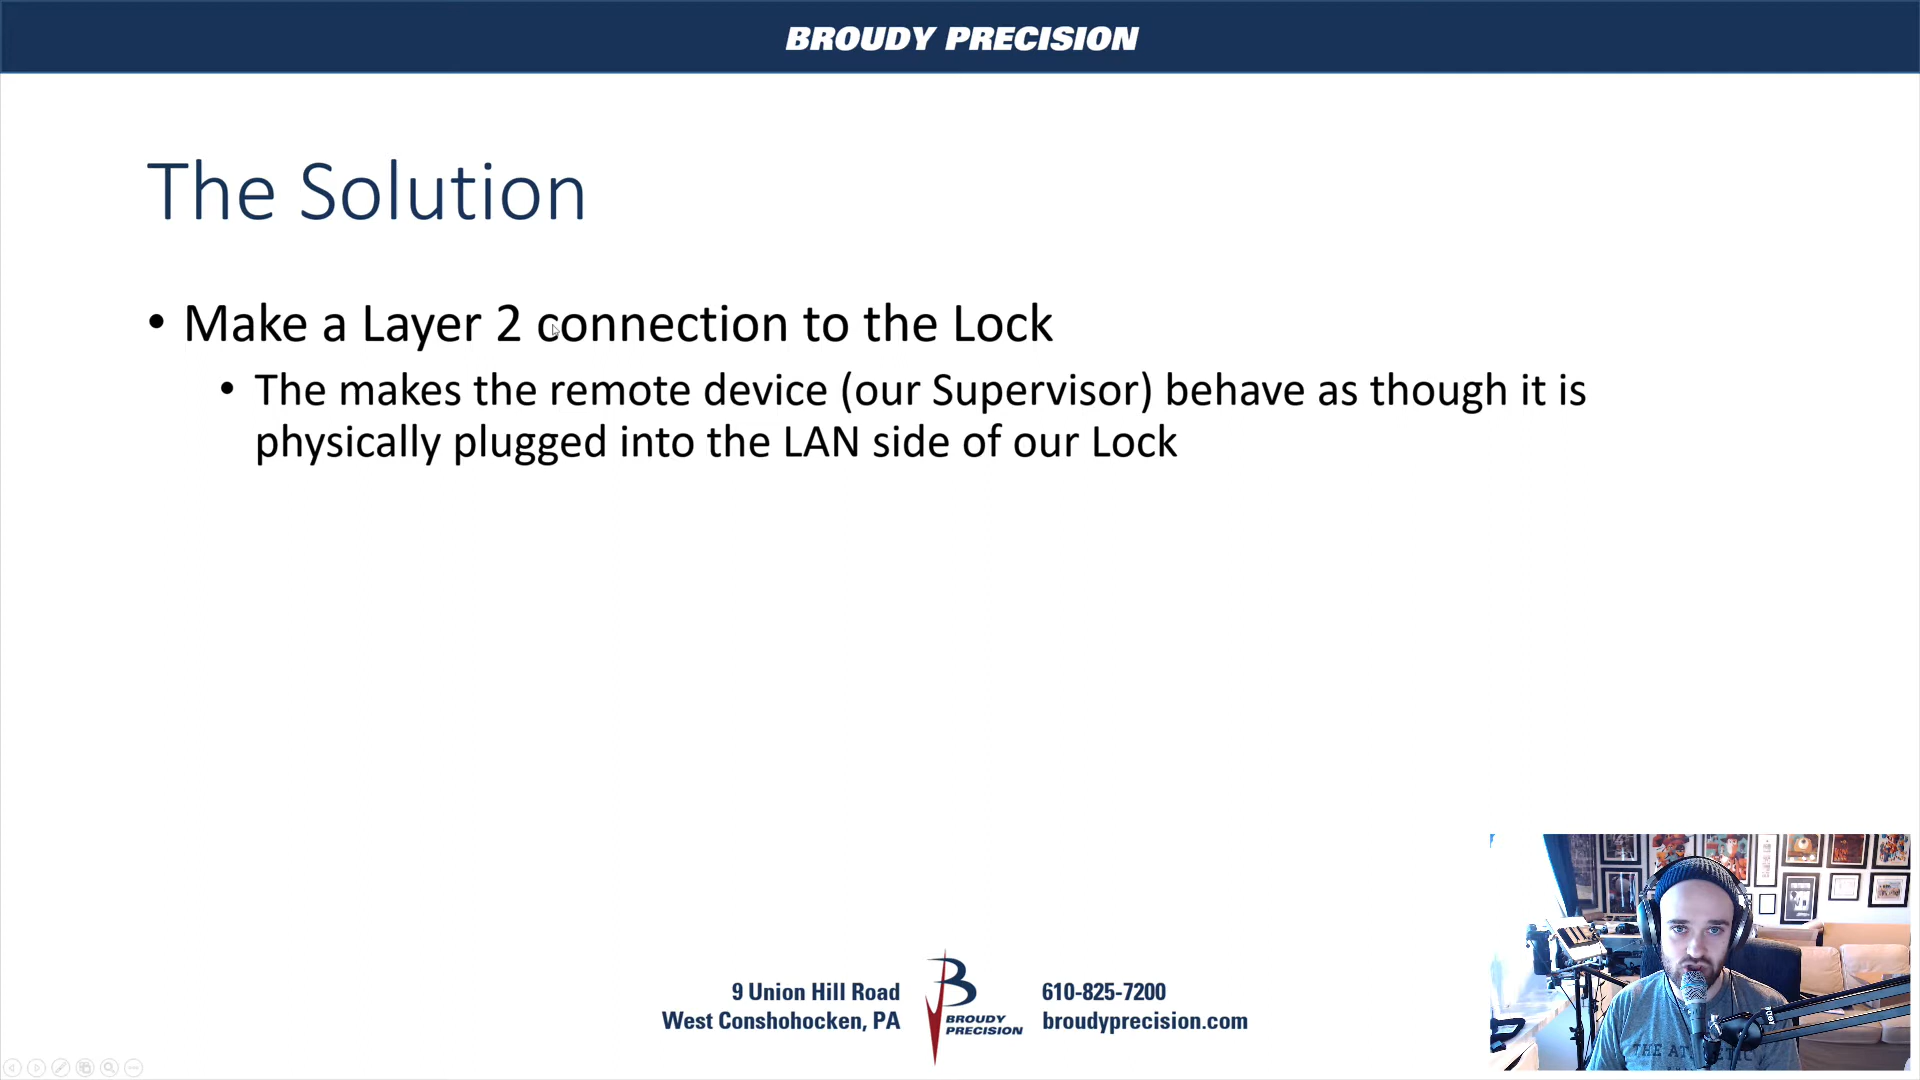 BROUDY PRECISION
The Solution
• Make a Layer 2 connection to the Lock
• The makes the remote device (our Supervisor) behave as though it is
physically plugged into the LAN side of our Lock
9 Union Hill Road
West Conshohocken, PA
B
BROUDY
PRECISION
610-825-7200
broudyprecision.com
THE